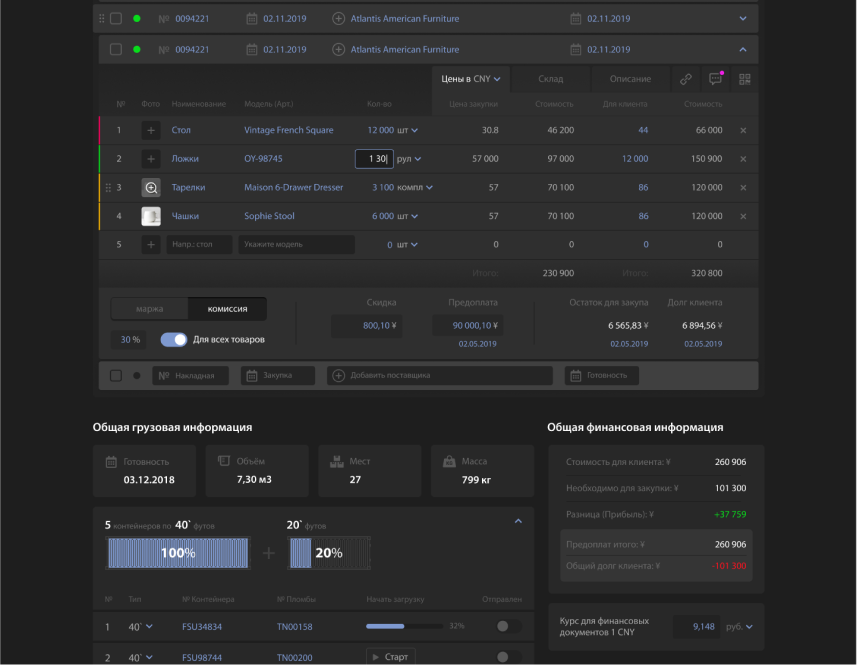 № 0094221 02.11.2019 Atlantis American Furniture 02.11.2019
№ 0094221 02.11.2019 Atlantis American Furniture 02.11.2019
Цены в CNY Склад Описание
№ Фото Наименование Модель (Арт.) Кол-во Цена закупки Стоимость Для клиента Стоимость
1 + Стол Vintage French Square 12 000 шт 30.8 46 200 44 66 000 ×
2 + Ложки OY-98745 1 30 рул 57 000 97 000 12 000 150 900 ×
3 Тарелки Maison 6-Drawer Dresser 3 100 компл 57 70 100 86 120 000 ×
4 Чашки Sophie Stool 6 000 шт 57 70 100 86 120 000 ×
5 + Напр.: стол Укажите модель 0 шт 0 0 0 0
Итого: 230 900 Итого: 320 800
маржа комиссия Скидка Предоплата Остаток для закупа Долг клиента
30 % Для всех товаров 800,10 ¥ 90 000,10 ¥ 6 565,83 ¥ 6 894,56 ¥
02.05.2019 02.05.2019 02.05.2019
№ Накладная Закупка Добавить поставщика Готовность
Общая грузовая информация
Готовность Объём Мест Масса
03.12.2018 7,30 м3 27 799 кг
5 контейнеров по 40` футов 20` футов
100% + 20%
№ Тип № Контейнера № Пломбы Начать загрузку Отправлен
1 40` FSU34834 TN00158 32%
2 40` FSU98744 TN00200 Старт
Общая финансовая информация
Стоимость для клиента: ¥ 260 906
Необходимо для закупки: ¥ 101 300
Разница (Прибыль): ¥ +37 759
Предоплат итого: ¥ 260 906
Общий долг клиента: ¥ -101 300
Курс для финансовых
документов 1 CNY 9,148 руб.